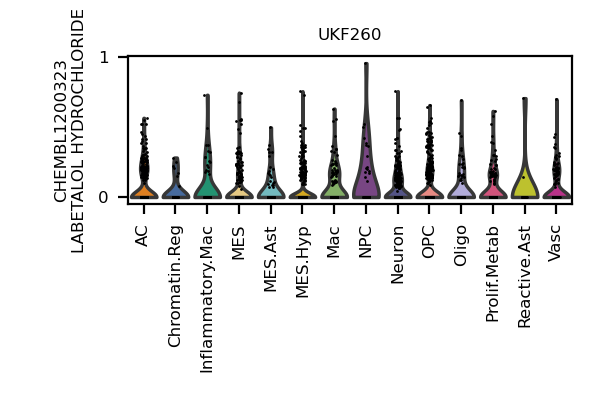 UKF260
CHEMBL1200323
LABETALOL HYDROCHLORIDE
1
0
AC
Chromatin.Reg
Inflammatory.Mac
MES
MES.Ast
MES.Hyp
Mac
NPC
Neuron
OPC
Oligo
Prolif.Metab
Reactive.Ast
Vasc